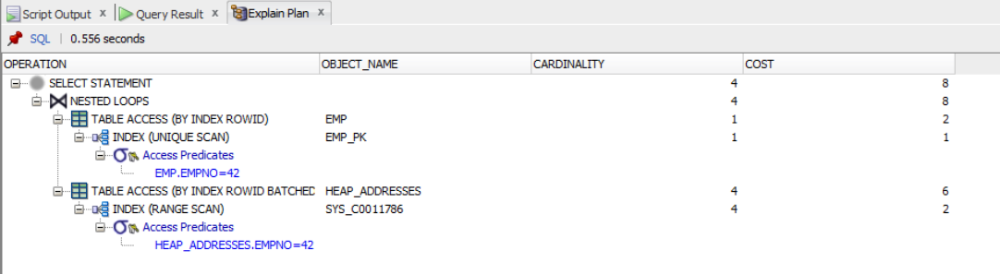 Script Output x Query Result x Explain Plan x
SQL | 0.556 seconds
OPERATION OBJECT_NAME CARDINALITY COST
SELECT STATEMENT 4 8
NESTED LOOPS 4 8
TABLE ACCESS (BY INDEX ROWID) EMP 1 2
INDEX (UNIQUE SCAN) EMP_PK 1 1
Access Predicates
EMP.EMPNO=42
TABLE ACCESS (BY INDEX ROWID BATCHED HEAP_ADDRESSES 4 6
INDEX (RANGE SCAN) SYS_C0011786 4 2
Access Predicates
HEAP_ADDRESSES.EMPNO=42